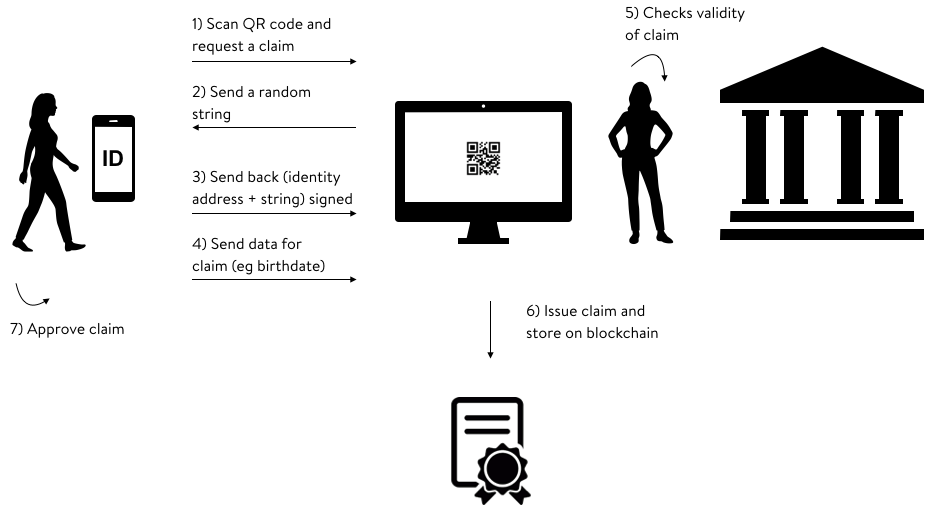 1) Scan QR code and
request a claim
2) Send a random
string
3) Send back (identity
address + string) signed
4) Send data for
claim (eg birthdate)
5) Checks validity
of claim
ID
6) Issue claim and
store on blockchain
7) Approve claim